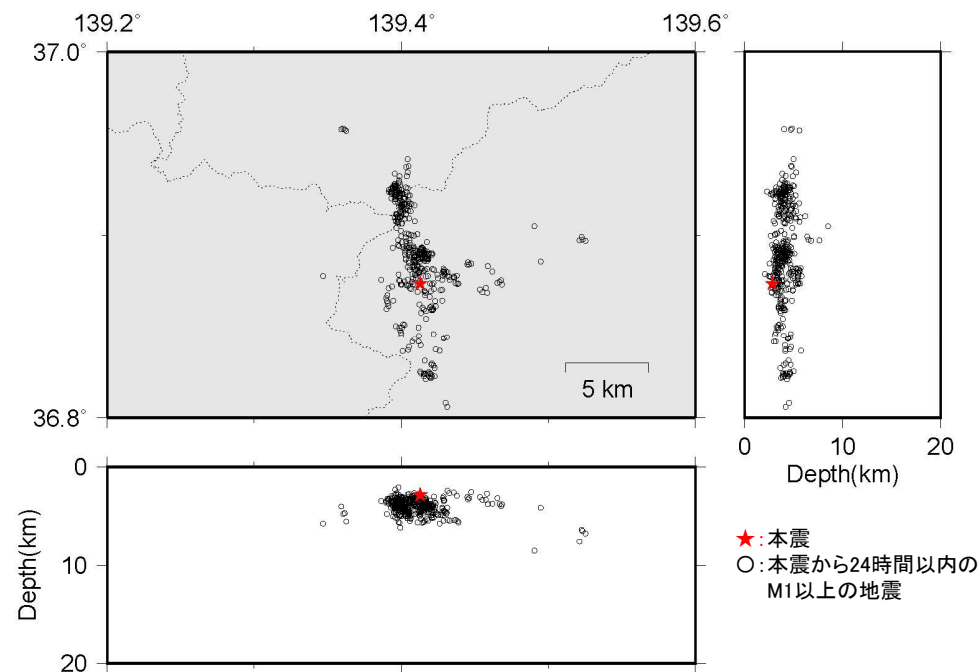 139.2°
139.4°
139.6°
37.0°
36.8°
5 km
0
10
20
Depth(km)
0
10
20
Depth(km)
★:本震
○:本震から24時間以内の
M1以上の地震